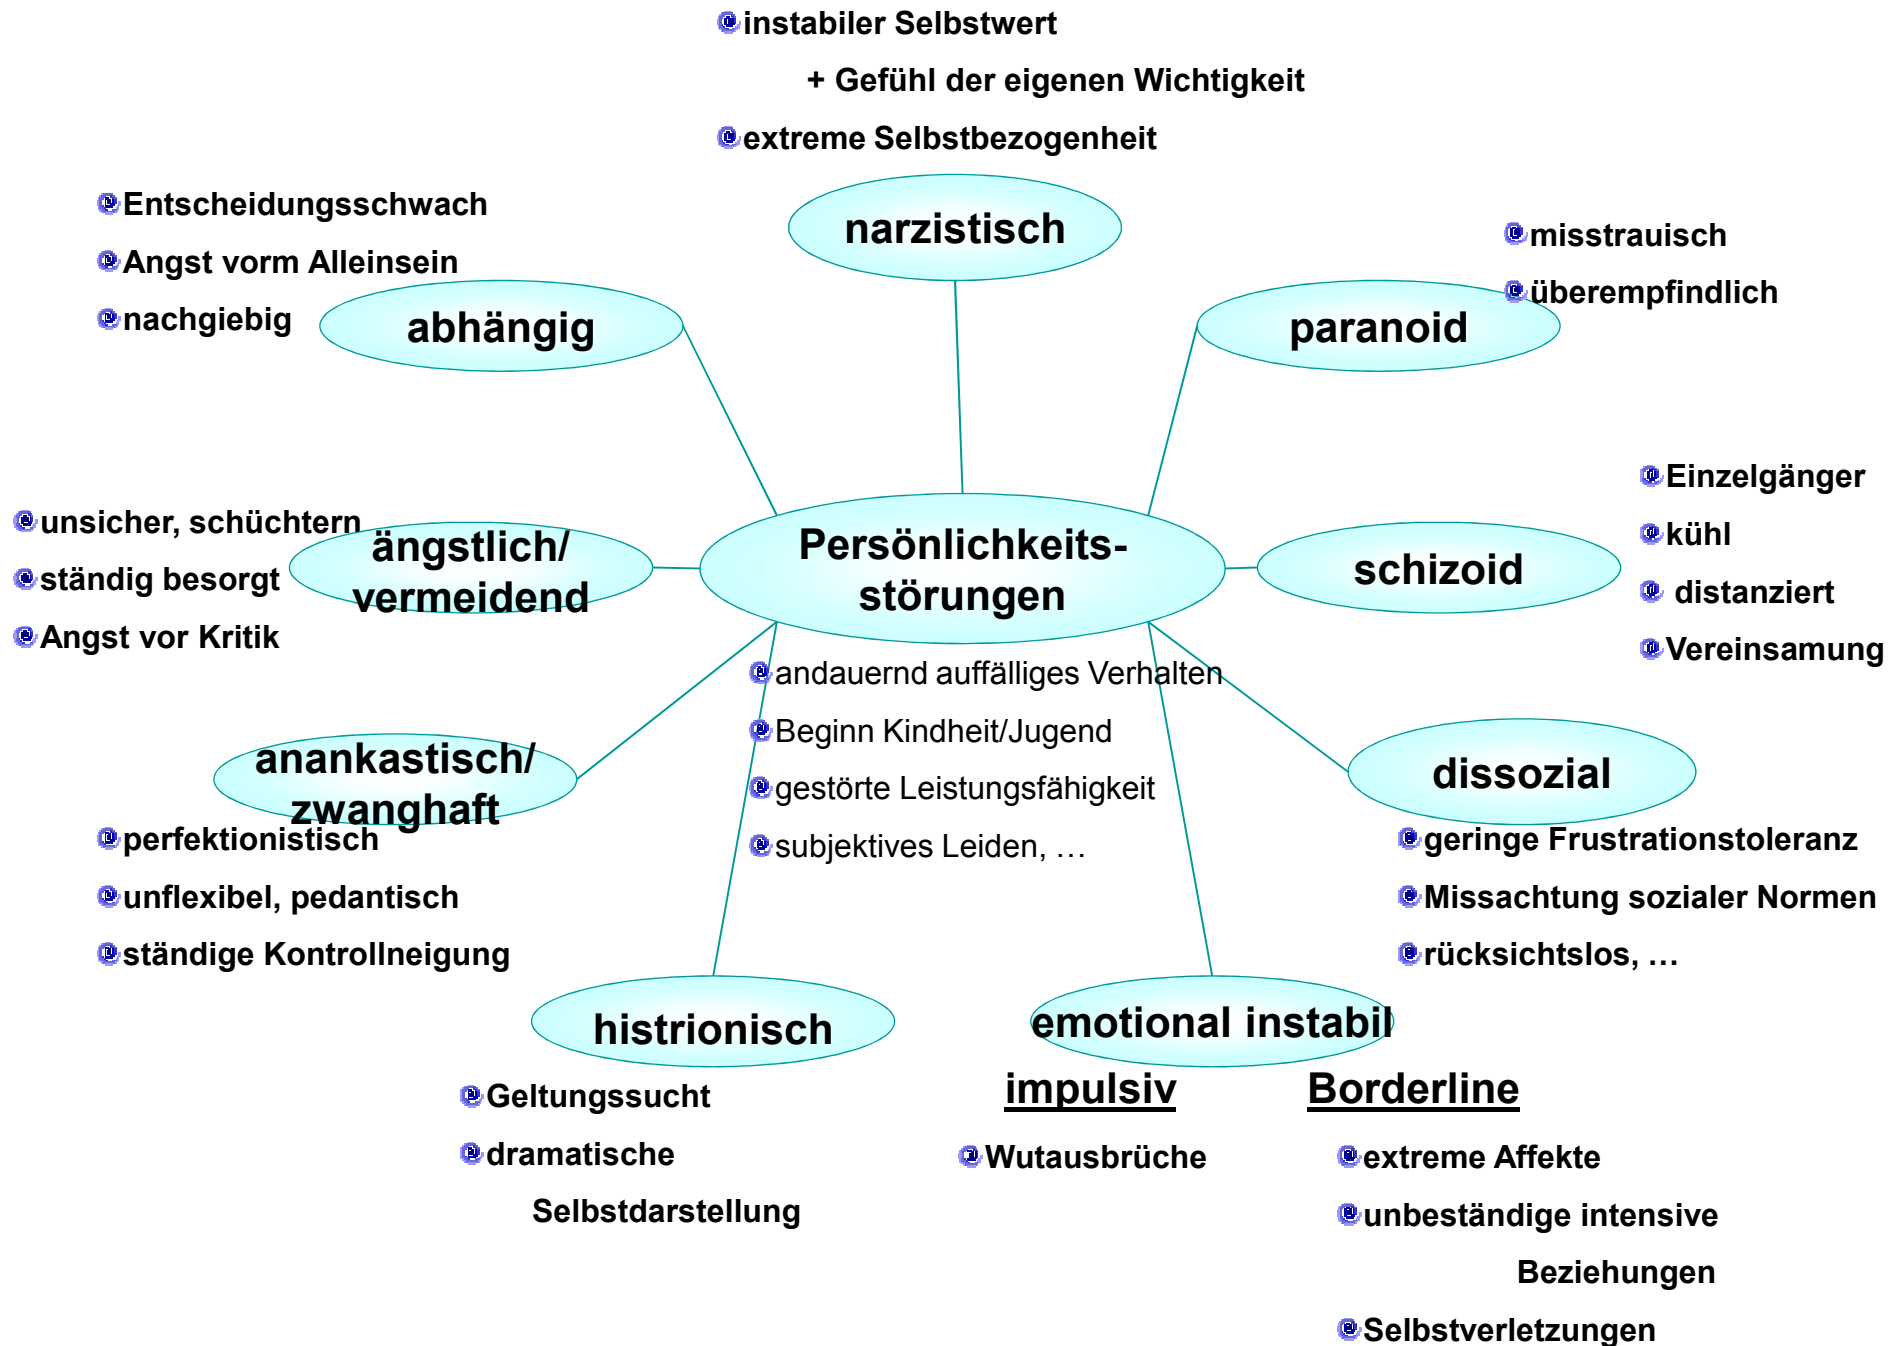 instabiler Selbstwert
+ Gefühl der eigenen Wichtigkeit
extreme Selbstbezogenheit
narzistisch
Entscheidungsschwach
Angst vorm Alleinsein
nachgiebig
abhängig
misstrauisch
überempfindlich
paranoid
unsicher, schüchtern
ständig besorgt
Angst vor Kritik
ängstlich/
vermeidend
Persönlichkeits-
störungen
andauernd auffälliges Verhalten
Beginn Kindheit/Jugend
gestörte Leistungsfähigkeit
subjektives Leiden, …
schizoid
Einzelgänger
kühl
distanziert
Vereinsamung
anankastisch/
zwanghaft
perfektionistisch
unflexibel, pedantisch
ständige Kontrollneigung
dissozial
geringe Frustrationstoleranz
Missachtung sozialer Normen
rücksichtslos, …
histrionisch
Geltungssucht
dramatische
Selbstdarstellung
emotional instabil
impulsiv
Wutausbrüche
Borderline
extreme Affekte
unbeständige intensive
Beziehungen
Selbstverletzungen